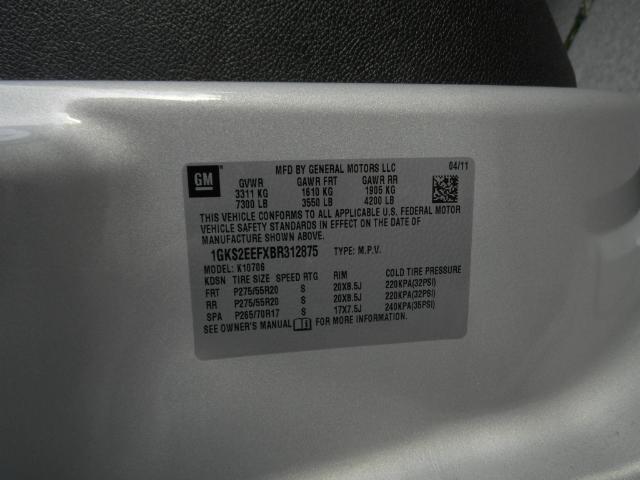 GM MFD BY GENERAL MOTORS LLC 04/11
GVWR GAWR FRT GAWR RR
3311 KG 1610 KG 1905 KG
7300 LB 3550 LB 4200 LB
THIS VEHICLE CONFORMS TO ALL APPLICABLE U.S. FEDERAL MOTOR
VEHICLE SAFETY STANDARDS IN EFFECT ON THE DATE OF
MANUFACTURE SHOWN ABOVE.
1GKS2EEFXBR312875 TYPE: M.P.V.
MODEL: K10706
KDSN TIRE SIZE SPEED RTG RIM COLD TIRE PRESSURE
FRT P275/55R20 S 20X8.5J 220KPA(32PSI)
RR P275/55R20 S 20X8.5J 220KPA(32PSI)
SPA P265/70R17 S 17X7.5J 240KPA(35PSI)
SEE OWNER'S MANUAL FOR MORE INFORMATION.